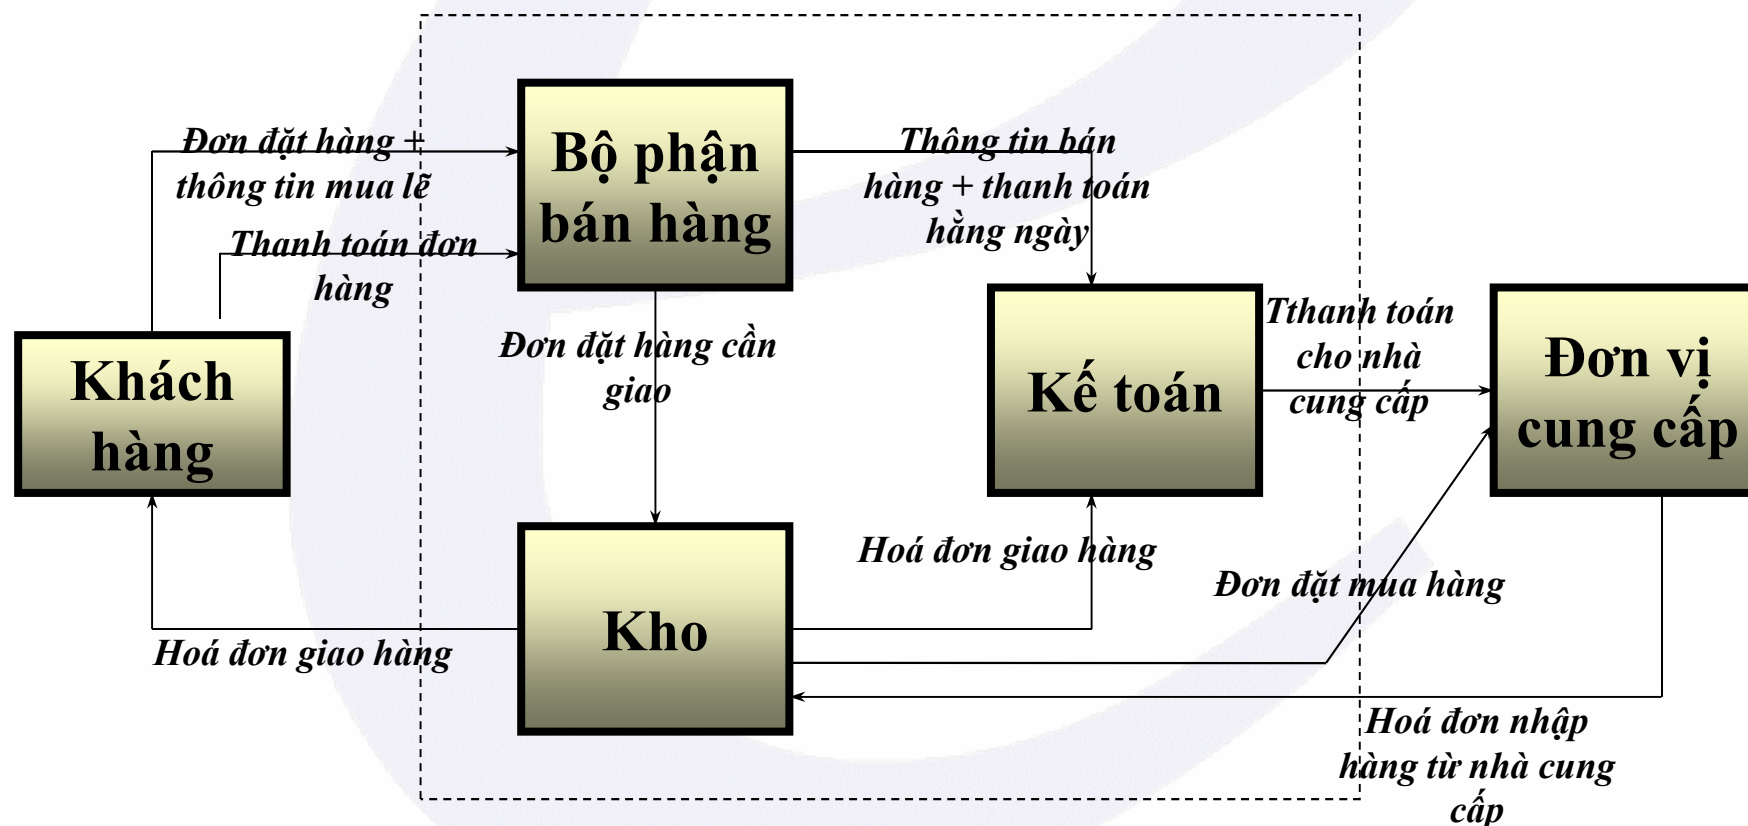 Đơn đặt hàng +
thông tin mua lẽ
Bộ phận
bán hàng
Thông tin bán
hàng + thanh toán
hằng ngày
Thanh toán đơn
hàng
Đơn đặt hàng cần
giao
Khách
hàng
Kế toán
Tthanh toán
cho nhà
cung cấp
Đơn vị
cung cấp
Hoá đơn giao hàng
Đơn đặt mua hàng
Kho
Hoá đơn giao hàng
Hoá đơn nhập
hàng từ nhà cung
cấp